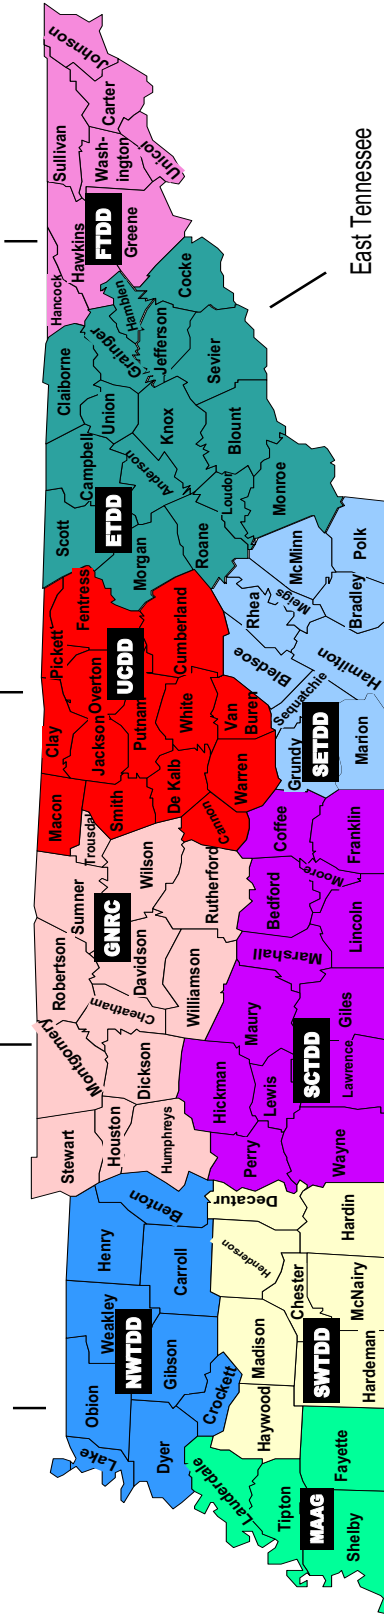 Johnson
Sullivan
Carter
Wash-
ington
Unicoi
Hancock
Hawkins
FTDD
Greene
Claiborne
Grainger
Hamblen
Jefferson
Cocke
Union
Knox
Sevier
Campbell
Anderson
Blount
Scott
ETDD
Morgan
Roane
Loudon
Monroe
East Tennessee
Pickett
Fentress
Clay
Overton
UCDD
Cumberland
Jackson
Putnam
White
Van
Buren
Macon
Smith
De Kalb
Warren
Cannon
Rhea
Meigs
McMinn
Polk
Bledsoe
Bradley
Hamilton
Sequatchie
Grundy
SETDD
Marion
Trousdal
Sumner
Wilson
Robertson
GNRC
Davidson
Rutherford
Cheatham
Williamson
Montgomery
Dickson
Stewart
Houston
Humphreys
Coffee
Franklin
Moore
Bedford
Lincoln
Marshall
Maury
Giles
SCTDD
Hickman
Lewis
Lawrence
Perry
Wayne
Benton
Henry
Carroll
Weakley
NWTDD
Gibson
Obion
Crockett
Lake
Dyer
Decatur
Henderson
Hardin
Chester
McNairy
Madison
SWTDD
Hardeman
Haywood
Lauderdale
Tipton
Fayette
MAAG
Shelby